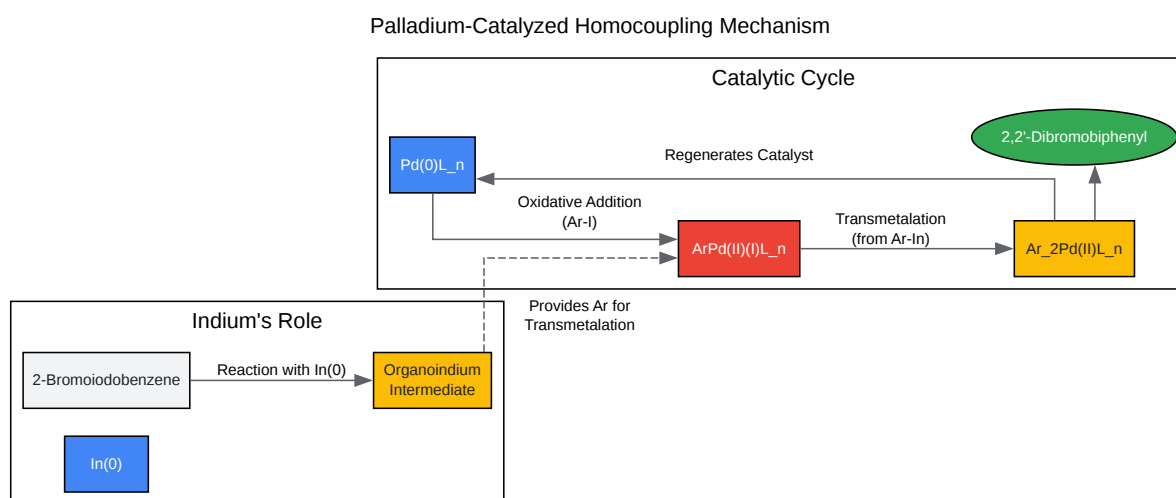 Palladium-Catalyzed Homocoupling Mechanism
Catalytic Cycle
2,2'-Dibromobiphenyl
Pd(0)L_n
Regenerates Catalyst
Oxidative Addition
(Ar-I)
ArPd(II)(I)L_n
Transmetalation
(from Ar-In)
Ar_2Pd(II)L_n
Provides Ar for
Transmetalation
Indium's Role
2-Bromoiodobenzene
Reaction with In(0)
Organoindium
Intermediate
In(0)